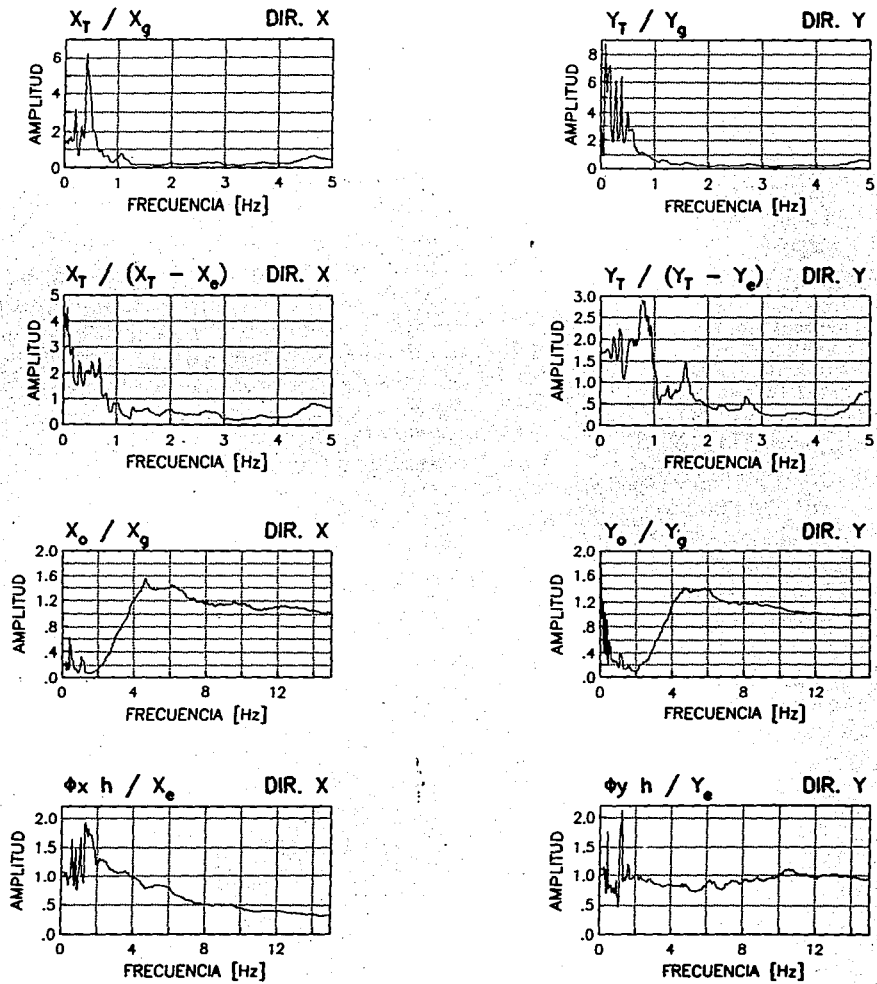 X_T / X_g DIR. X
AMPLITUD
6
4
2
0
0 1 2 3 4 5
FRECUENCIA [Hz]
Y_T / Y_g DIR. Y
AMPLITUD
8
6
4
2
0
0 1 2 3 4 5
FRECUENCIA [Hz]
X_T / (X_T - X_e) DIR. X
AMPLITUD
5
4
3
2
1
0
0 1 2 3 4 5
FRECUENCIA [Hz]
Y_T / (Y_T - Y_e) DIR. Y
AMPLITUD
3.0
2.5
2.0
1.5
1.0
.5
.0
0 1 2 3 4 5
FRECUENCIA [Hz]
X_o / X_g DIR. X
AMPLITUD
2.0
1.6
1.2
.8
.4
.0
0 4 8 12
FRECUENCIA [Hz]
Y_o / Y_g DIR. Y
AMPLITUD
2.0
1.6
1.2
.8
.4
.0
0 4 8 12
FRECUENCIA [Hz]
Φx h / X_e DIR. X
AMPLITUD
2.0
1.5
1.0
.5
.0
0 4 8 12
FRECUENCIA [Hz]
Φy h / Y_e DIR. Y
AMPLITUD
2.0
1.5
1.0
.5
.0
0 4 8 12
FRECUENCIA [Hz]